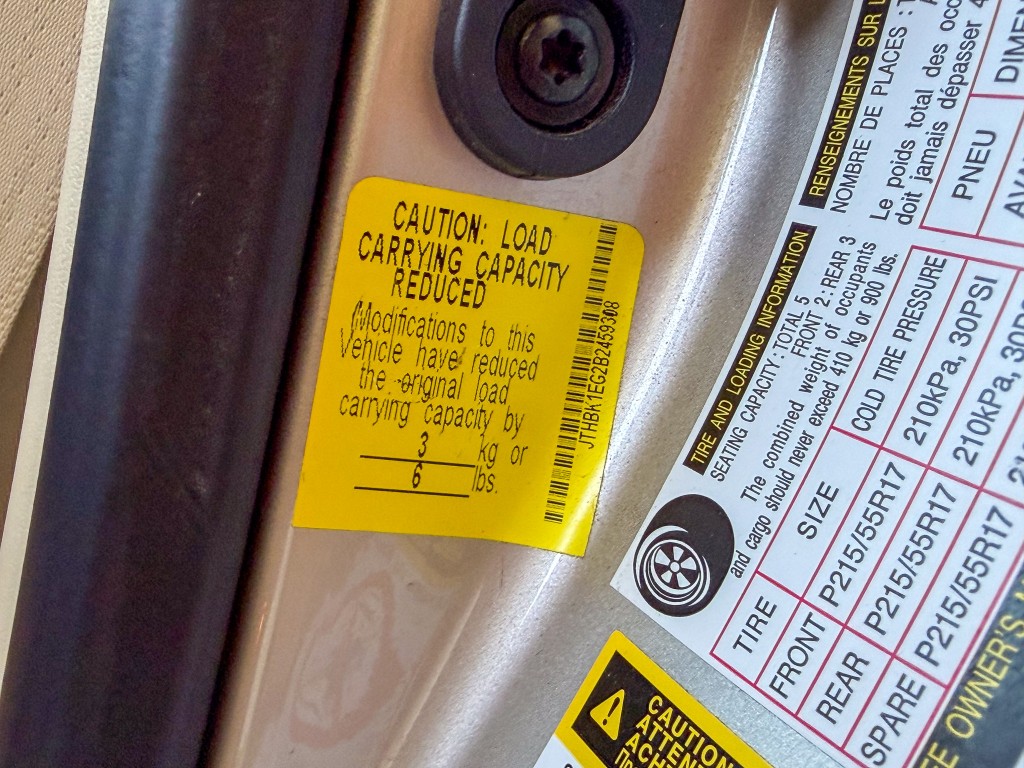 CAUTION: LOAD
CARRYING CAPACITY
REDUCED
Modifications to this
Vehicle have reduced
the original load
carrying capacity by
3 kg or
6 lbs.
JTHBK1EG2B2459308
TIRE AND LOADING INFORMATION
SEATING CAPACITY : TOTAL 5
FRONT 2 : REAR 3
The combined weight of occupants
and cargo should never exceed 410 kg or 900 lbs.
TIRE SIZE COLD TIRE PRESSURE
FRONT P215/55R17 210kPa, 30PSI
REAR P215/55R17 210kPa,
SPARE P215/55R17
OWNER'S
RENSEIGNEMENTS SUR
NOMBRE DE PLACES :
Le poids total des
doit jamais dépasser
PNEU
CAUTION